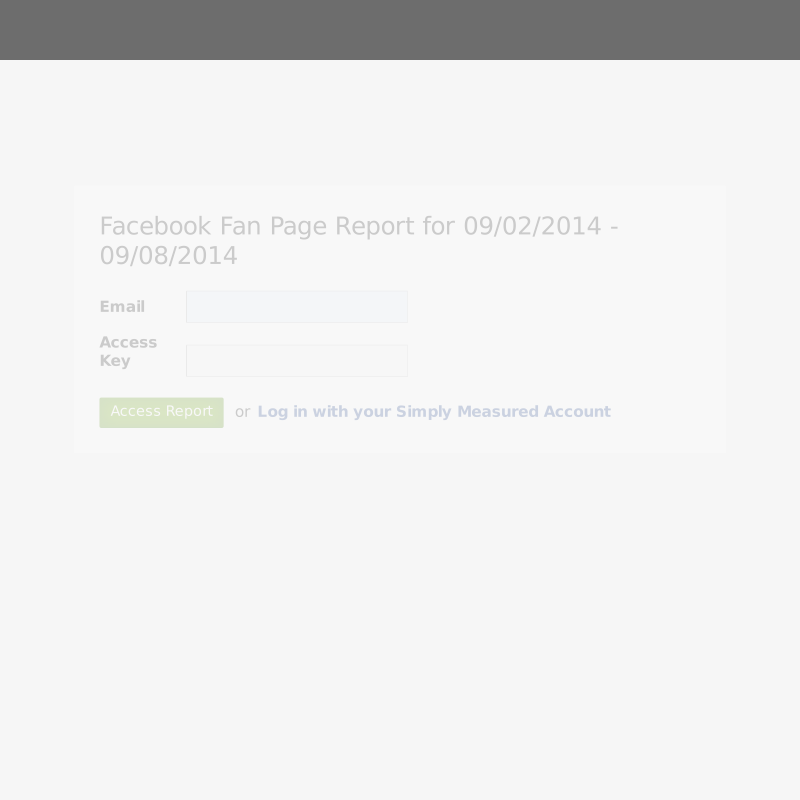 Facebook Fan Page Report for 09/02/2014 -
09/08/2014
Email
Access
Key
Access Report or Log in with your Simply Measured Account